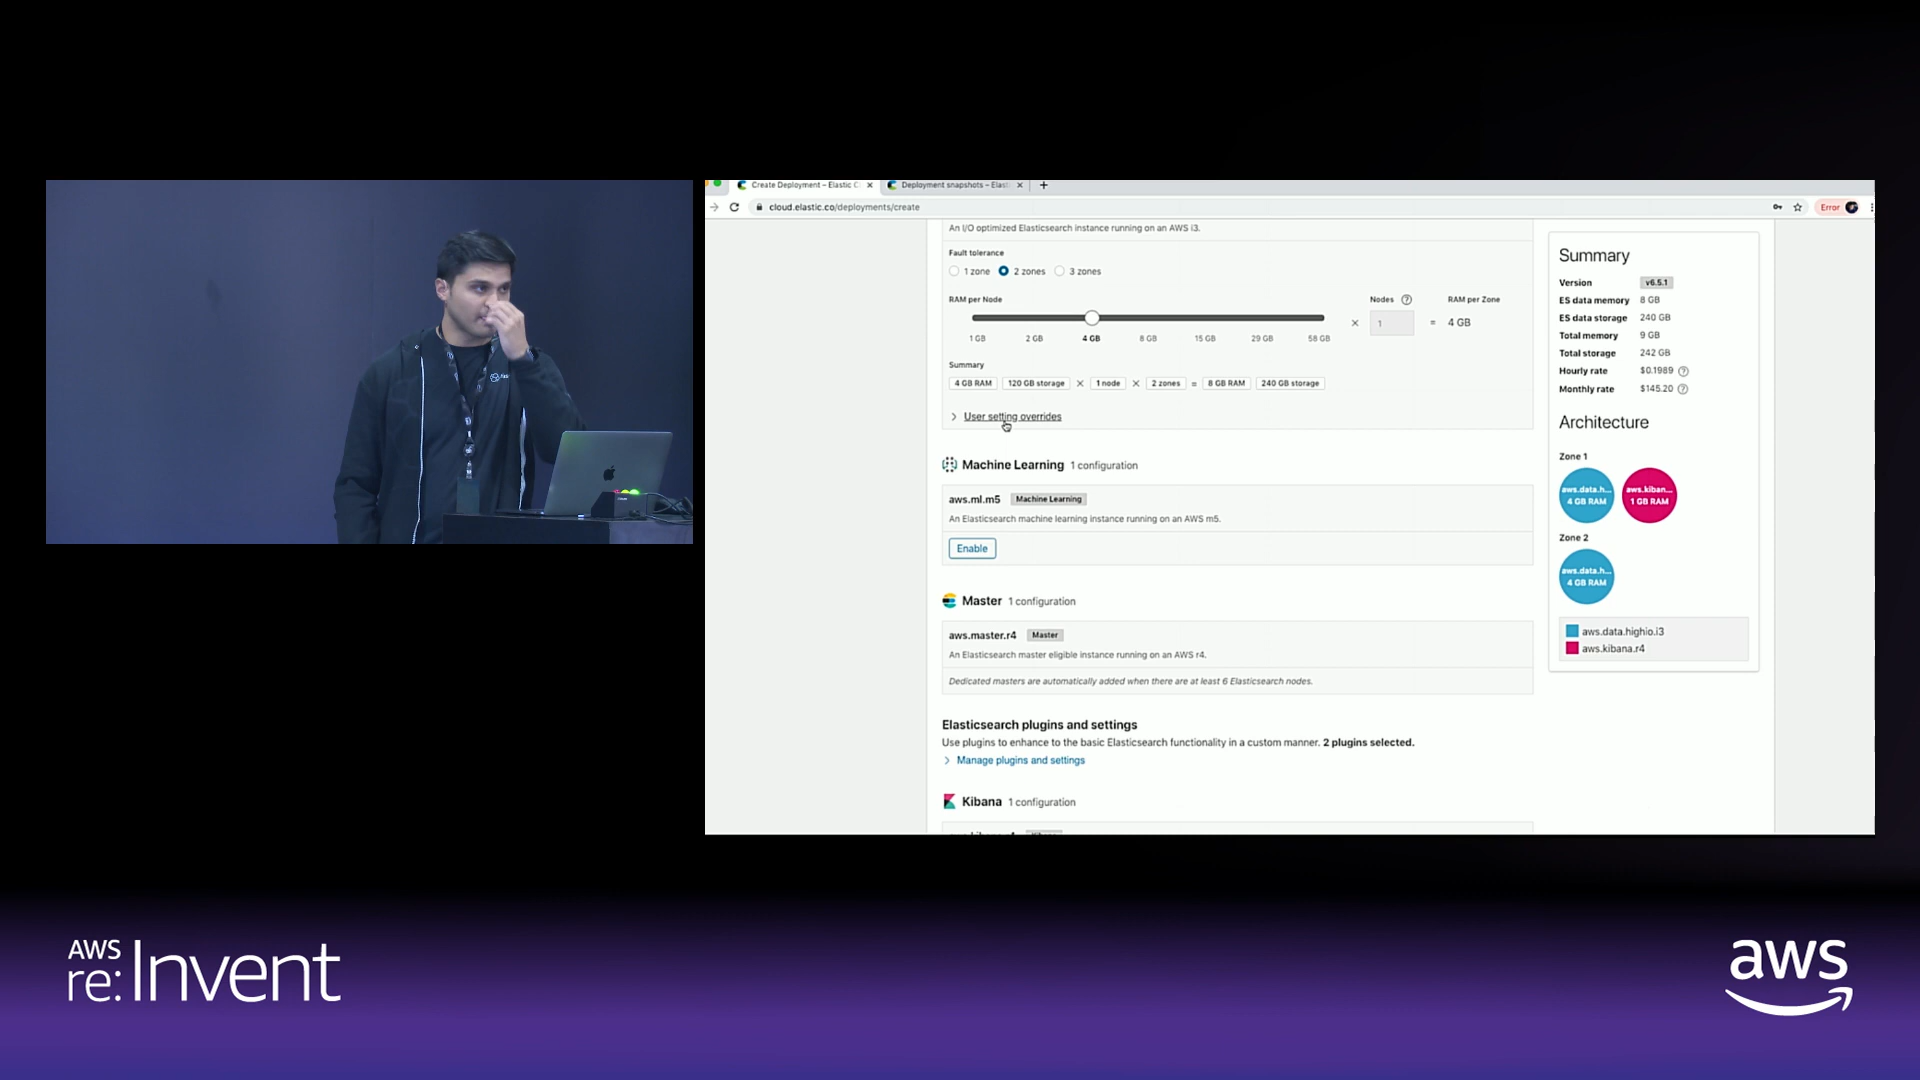 Create Deployment – Elastic C
Deployment snapshots – Elast
cloud.elastic.co/deployments/create
Error
An I/O optimized Elasticsearch instance running on an AWS i3.
Fault tolerance
1 zone 2 zones 3 zones
RAM per Node
Nodes ?
RAM per Zone
× 1 = 4 GB
1 GB 2 GB 4 GB 8 GB 15 GB 29 GB 58 GB
Summary
4 GB RAM 120 GB storage × 1 node × 2 zones = 8 GB RAM 240 GB storage
User setting overrides
Machine Learning 1 configuration
aws.ml.m5 Machine Learning
An Elasticsearch machine learning instance running on an AWS m5.
Enable
Master 1 configuration
aws.master.r4 Master
An Elasticsearch master eligible instance running on an AWS r4.
Dedicated masters are automatically added when there are at least 6 Elasticsearch nodes.
Elasticsearch plugins and settings
Use plugins to enhance to the basic Elasticsearch functionality in a custom manner. 2 plugins selected.
Manage plugins and settings
Kibana 1 configuration
Summary
Version v6.5.1
ES data memory 8 GB
ES data storage 240 GB
Total memory 9 GB
Total storage 242 GB
Hourly rate $0.1989 ?
Monthly rate $145.20 ?
Architecture
Zone 1
aws.data.h...
4 GB RAM
aws.kiban...
1 GB RAM
Zone 2
aws.data.h...
4 GB RAM
aws.data.highio.i3
aws.kibana.r4
AWS
re:Invent
aws